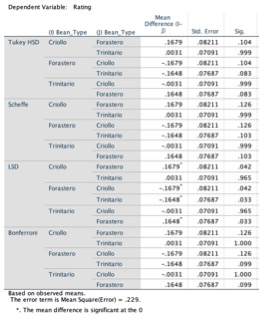 Dependent Variable: Rating
Mean
Difference (I-
J) Std. Error Sig.
(I) Bean_Type (J) Bean_Type
Tukey HSD Criollo Forastero .1679 .08211 .104
Trinitario .0031 .07091 .999
Forastero Criollo -.1679 .08211 .104
Trinitario -.1648 .07687 .083
Trinitario Criollo -.0031 .07091 .999
Forastero .1648 .07687 .083
Scheffe Criollo Forastero .1679 .08211 .126
Trinitario .0031 .07091 .999
Forastero Criollo -.1679 .08211 .126
Trinitario -.1648 .07687 .103
Trinitario Criollo -.0031 .07091 .999
Forastero .1648 .07687 .103
LSD Criollo Forastero .1679* .08211 .042
Trinitario .0031 .07091 .965
Forastero Criollo -.1679* .08211 .042
Trinitario -.1648* .07687 .033
Trinitario Criollo -.0031 .07091 .965
Forastero .1648* .07687 .033
Bonferroni Criollo Forastero .1679 .08211 .126
Trinitario .0031 .07091 1.000
Forastero Criollo -.1679 .08211 .126
Trinitario -.1648 .07687 .099
Trinitario Criollo -.0031 .07091 1.000
Forastero .1648 .07687 .099
Based on observed means.
The error term is Mean Square(Error) = .229.
*. The mean difference is significant at the 0